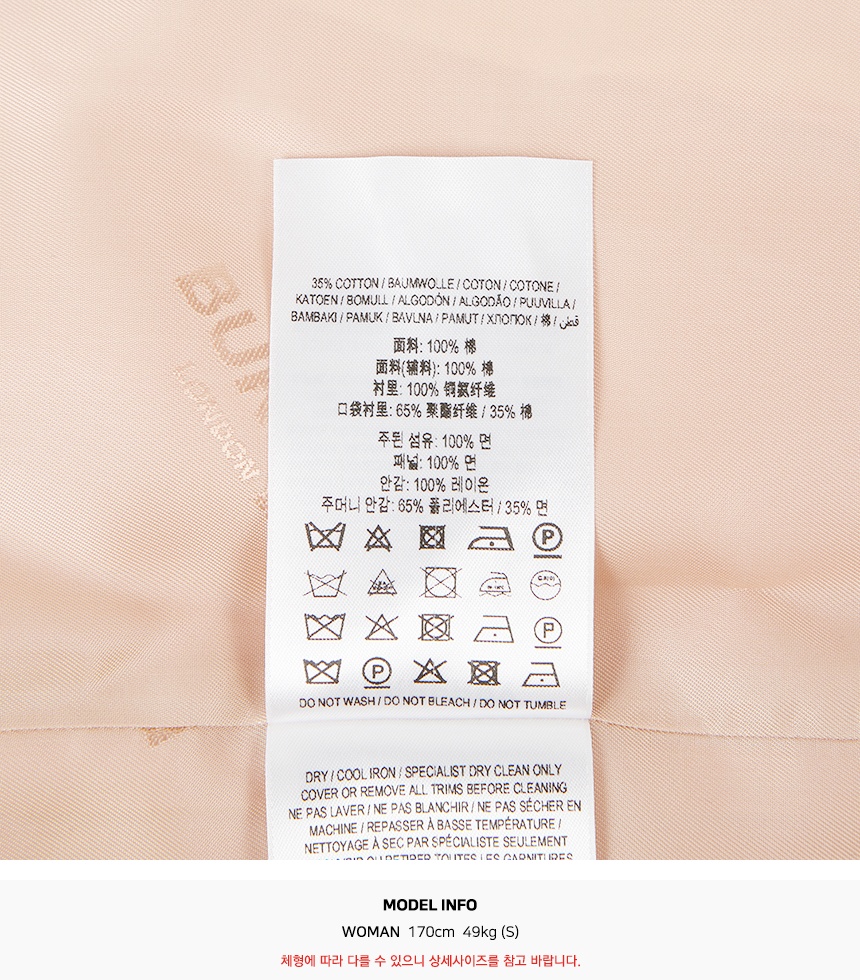 35% COTTON / BAUMWOLLE / COTON / COTONE /
KATOEN / BOMULL / ALGODÓN / ALGODÃO / PUUVILLA /
BAMBAKI / PAMUK / BAVLNA / PAMUT / ХЛОПОК / 棉 / قطن
面料: 100% 棉
面料(辅料): 100% 棉
衬里: 100% 铜氨纤维
口袋衬里: 65% 聚酯纤维 / 35% 棉
주된 섬유: 100% 면
패널: 100% 면
안감: 100% 레이온
주머니 안감: 65% 폴리에스터 / 35% 면
P
P
P
DO NOT WASH / DO NOT BLEACH / DO NOT TUMBLE
DRY / COOL IRON / SPECIALIST DRY CLEAN ONLY
COVER OR REMOVE ALL TRIMS BEFORE CLEANING
NE PAS LAVER / NE PAS BLANCHIR / NE PAS SÉCHER EN
MACHINE / REPASSER À BASSE TEMPÉRATURE /
NETTOYAGE À SEC PAR SPÉCIALISTE SEULEMENT
OU RETIRER TOUTES LES GARNITURES
BUR
LONDON
MODEL INFO
WOMAN 170cm 49kg (S)
체형에 따라 다를 수 있으니 상세사이즈를 참고 바랍니다.